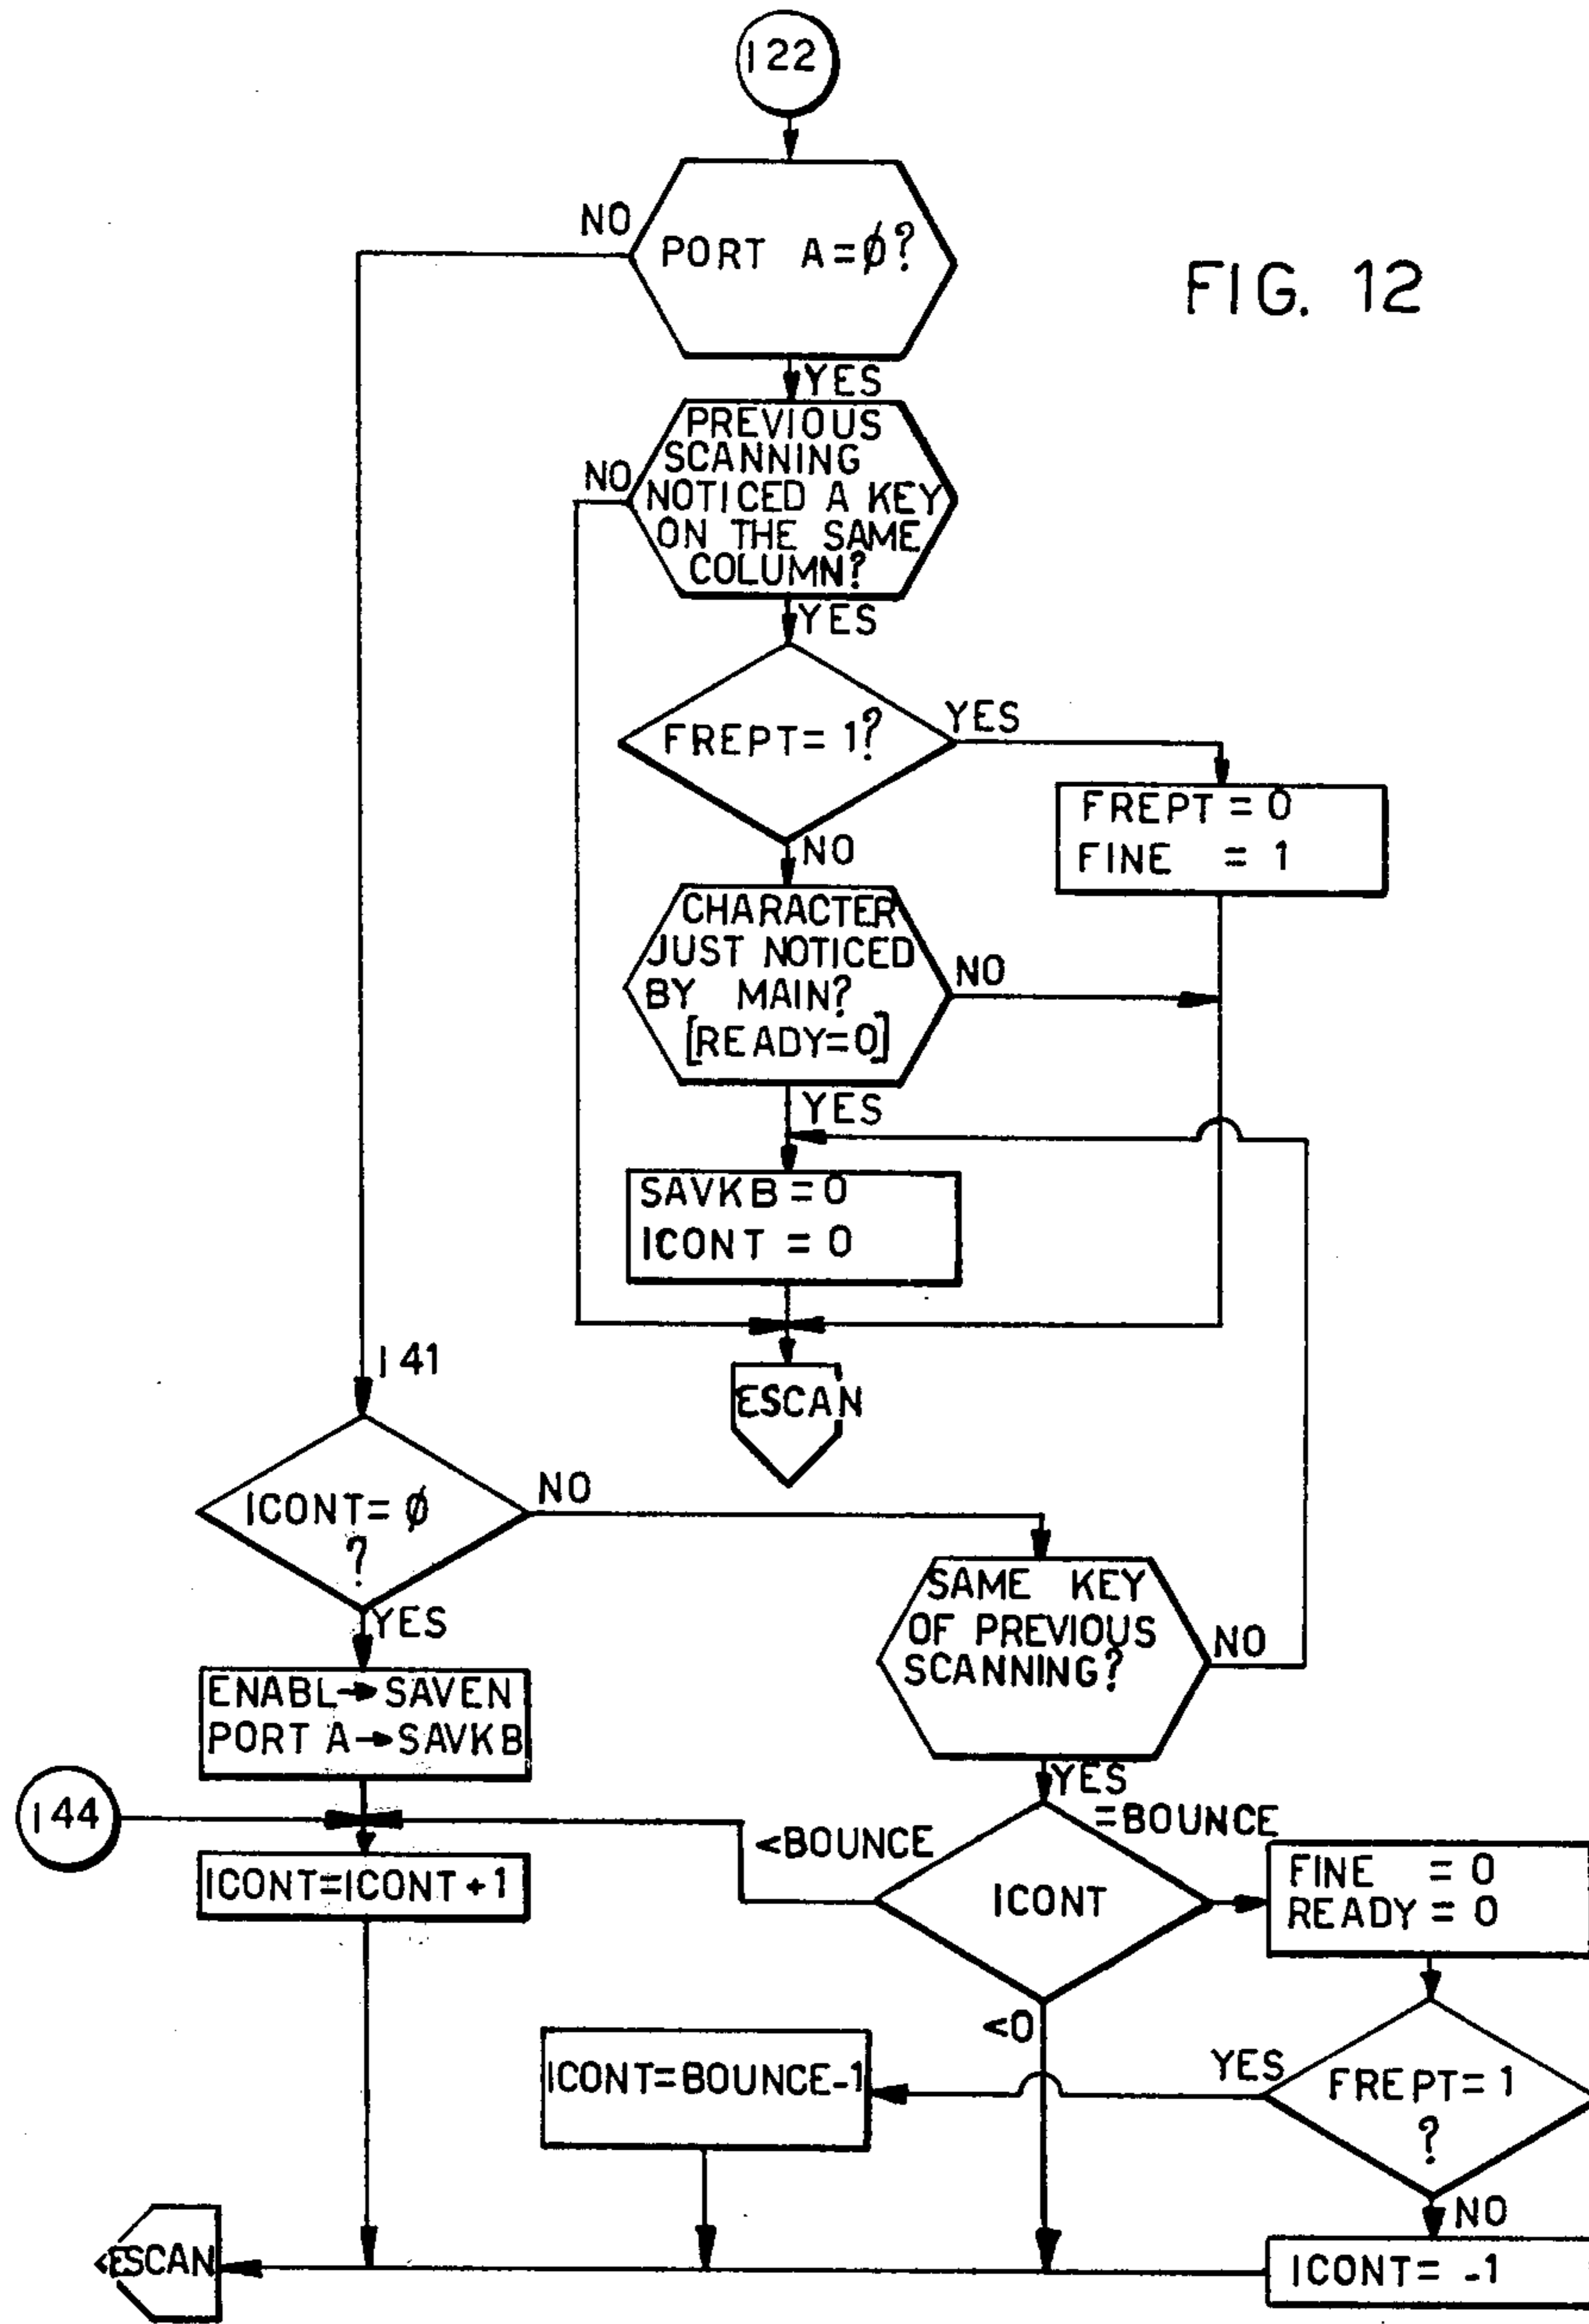 122
NO
PORT A=∅?
FIG. 12
YES
PREVIOUS
SCANNING
NOTICED A KEY
ON THE SAME
COLUMN?
NO
YES
FREPT= 1?
YES
FREPT = 0
FINE = 1
NO
CHARACTER
JUST NOTICED
BY MAIN?
[READY=0]
NO
YES
SAVKB = 0
ICONT = 0
ESCAN
141
ICONT= ∅
?
NO
YES
SAME KEY
OF PREVIOUS
SCANNING?
NO
ENABL→SAVEN
PORT A→SAVKB
YES
144
<BOUNCE
=BOUNCE
ICONT=ICONT+1
ICONT
FINE = 0
READY = 0
<0
ICONT=BOUNCE-1
YES
FREPT= 1
?
NO
ESCAN
ICONT= -1